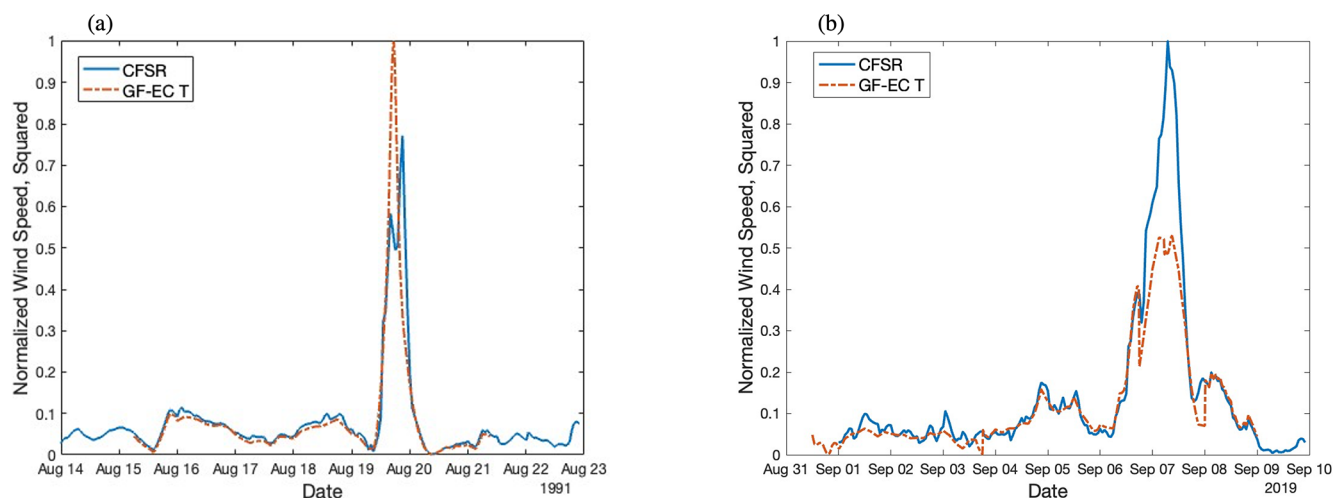 (a)
CFSR
GF-EC T
Normalized Wind Speed, Squared
1
0.9
0.8
0.7
0.6
0.5
0.4
0.3
0.2
0.1
0
Aug 14 Aug 15 Aug 16 Aug 17 Aug 18 Aug 19 Aug 20 Aug 21 Aug 22 Aug 23
Date
1991
(b)
CFSR
GF-EC T
Normalized Wind Speed, Squared
1
0.9
0.8
0.7
0.6
0.5
0.4
0.3
0.2
0.1
0
Aug 31 Sep 01 Sep 02 Sep 03 Sep 04 Sep 05 Sep 06 Sep 07 Sep 08 Sep 09 Sep 10
Date
2019